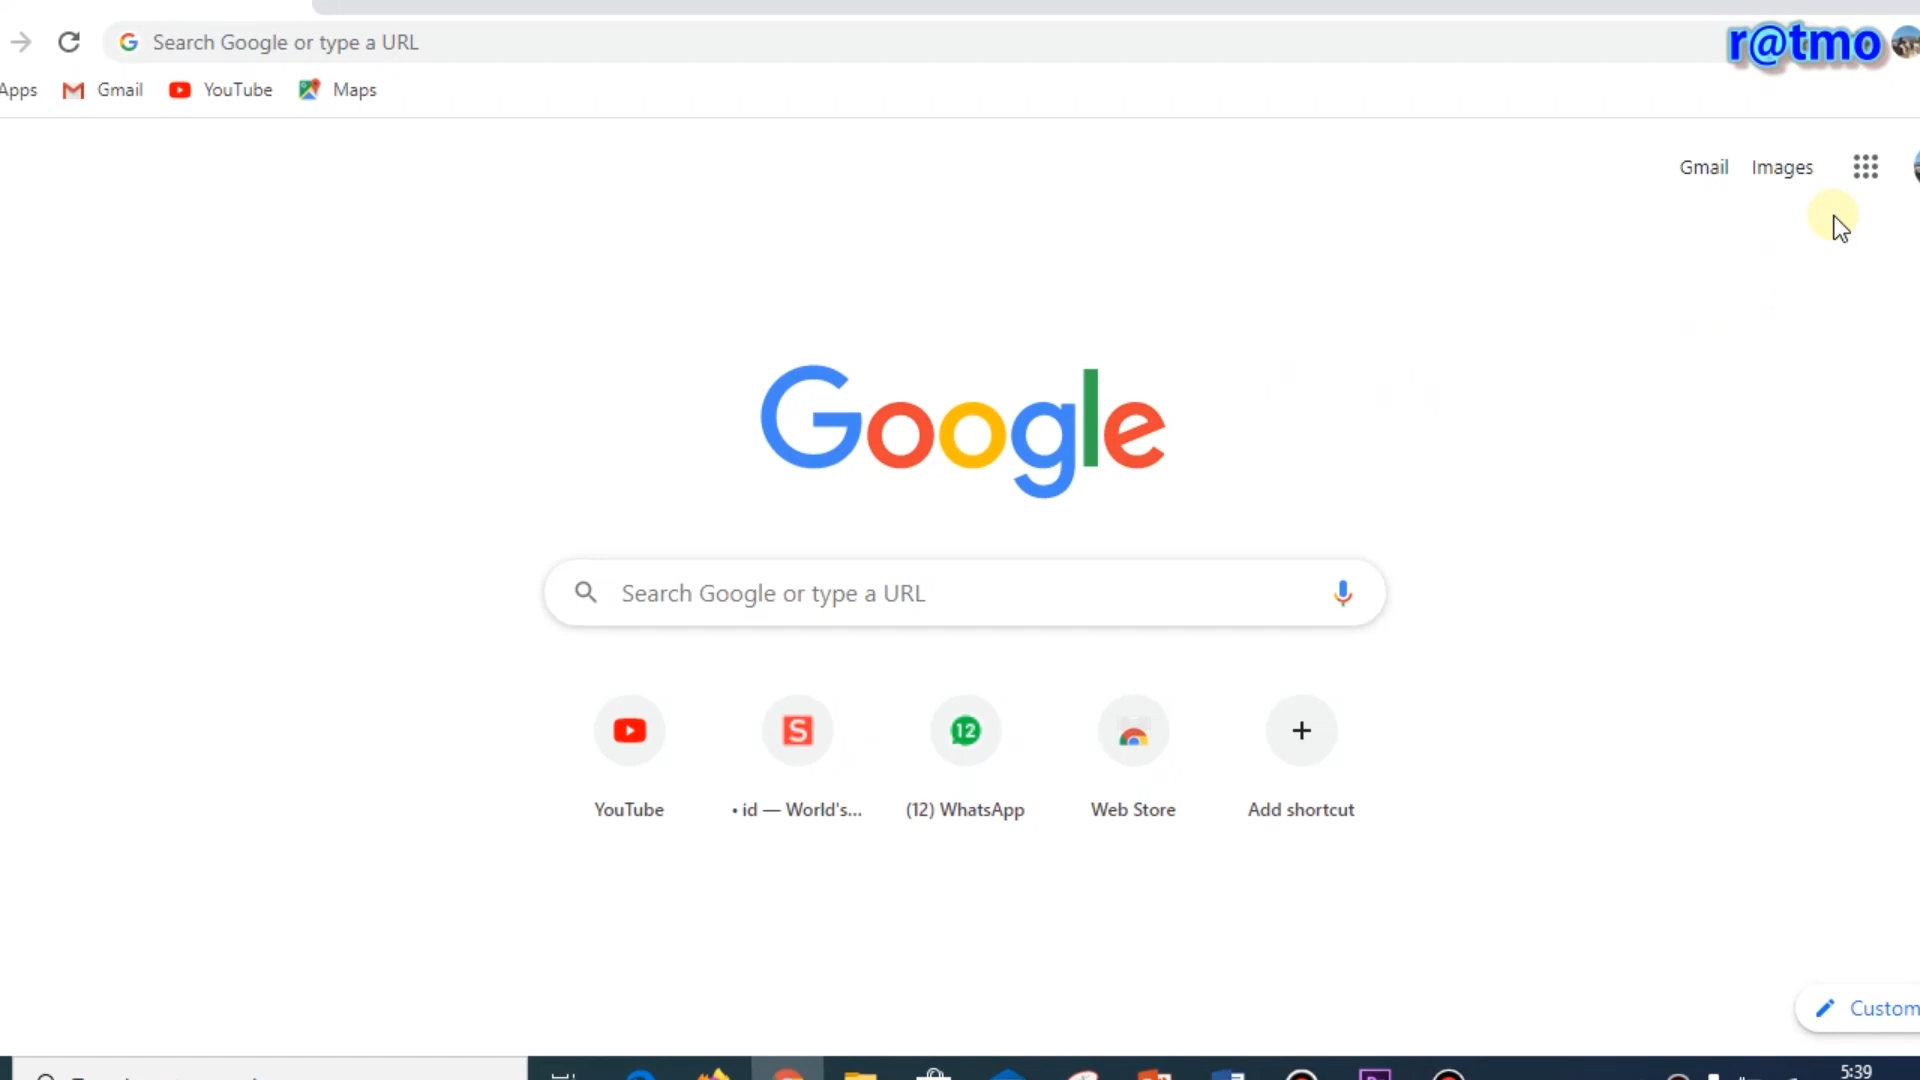 Search Google or type a URL
r@tmo
Apps
Gmail
YouTube
Maps
Gmail
Images
Google
Search Google or type a URL
S
12
YouTube
• id — World's...
(12) WhatsApp
Web Store
Add shortcut
Custom
5:39